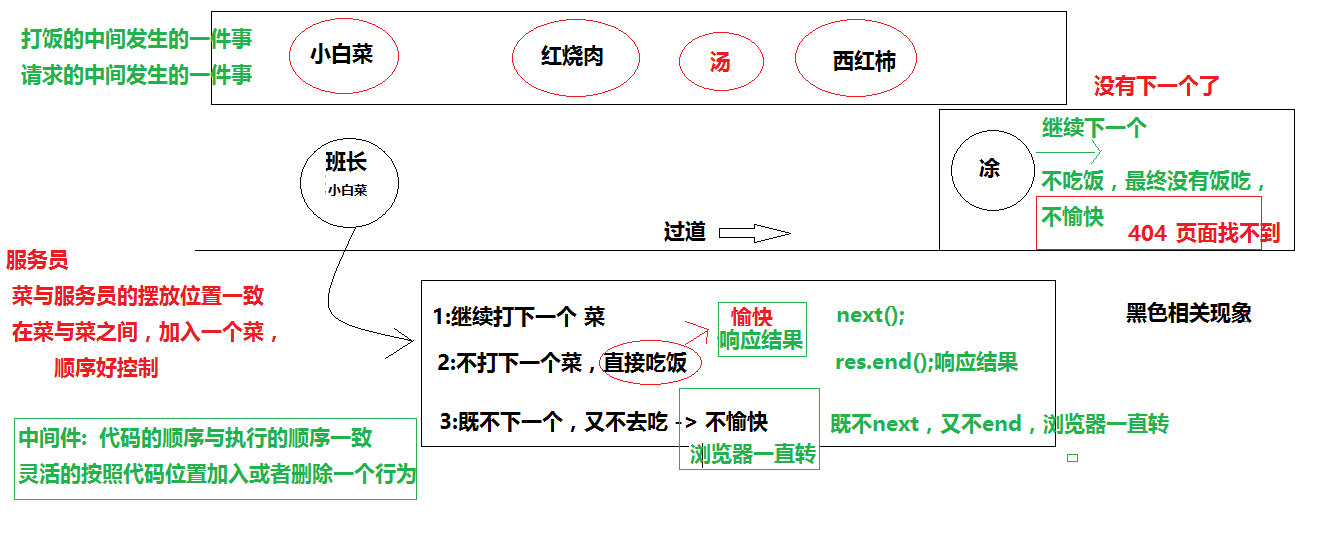 打饭的中间发生的一件事
请求的中间发生的一件事
小白菜
红烧肉
汤
西红柿
没有下一个了
继续下一个
凃
不吃饭，最终没有饭吃，
不愉快
404 页面找不到
班长
小白菜
过道
服务员
菜与服务员的摆放位置一致
在菜与菜之间，加入一个菜，
顺序好控制
1:继续打下一个 菜
愉快
响应结果
next();
黑色相关现象
2:不打下一个菜，直接吃饭
res.end();响应结果
3:既不下一个，又不去吃 -> 不愉快
浏览器一直转
既不next，又不end，浏览器一直转
中间件: 代码的顺序与执行的顺序一致
灵活的按照代码位置加入或者删除一个行为